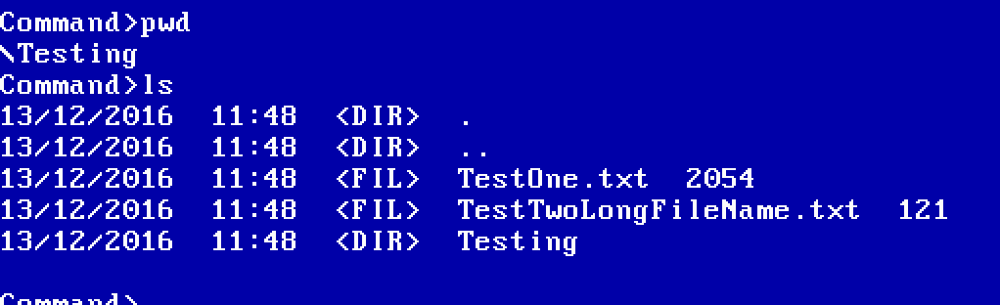 Command>pwd
\Testing
Command>ls
13/12/2016  11:48  <DIR>  .
13/12/2016  11:48  <DIR>  ..
13/12/2016  11:48  <FIL>  TestOne.txt  2054
13/12/2016  11:48  <FIL>  TestTwoLongFileName.txt  121
13/12/2016  11:48  <DIR>  Testing
Command>